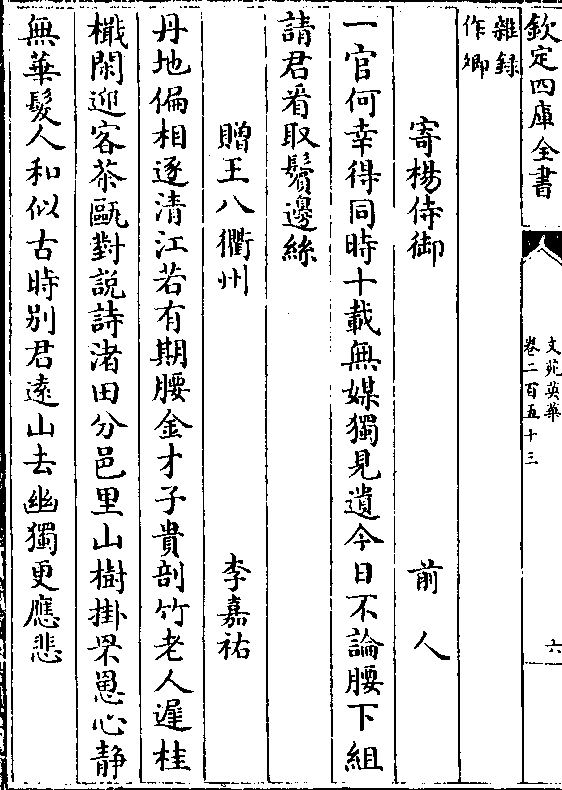 欽定四庫全書
文苑英華
卷二百五十三
六
雜錄
作卿
寄楊侍御
前人
一官何幸得同時十載無媒獨見遺今日不論腰下組
請君看取鬢邊絲
贈王八衢州
李嘉祐
丹地偏相逐清江若有期腰金才子貴剖竹老人遲桂
檝閑迎客茶甌對說詩渚田分邑里山樹掛罘罳心靜
無華髮人和似古時别君遠山去幽獨更應悲